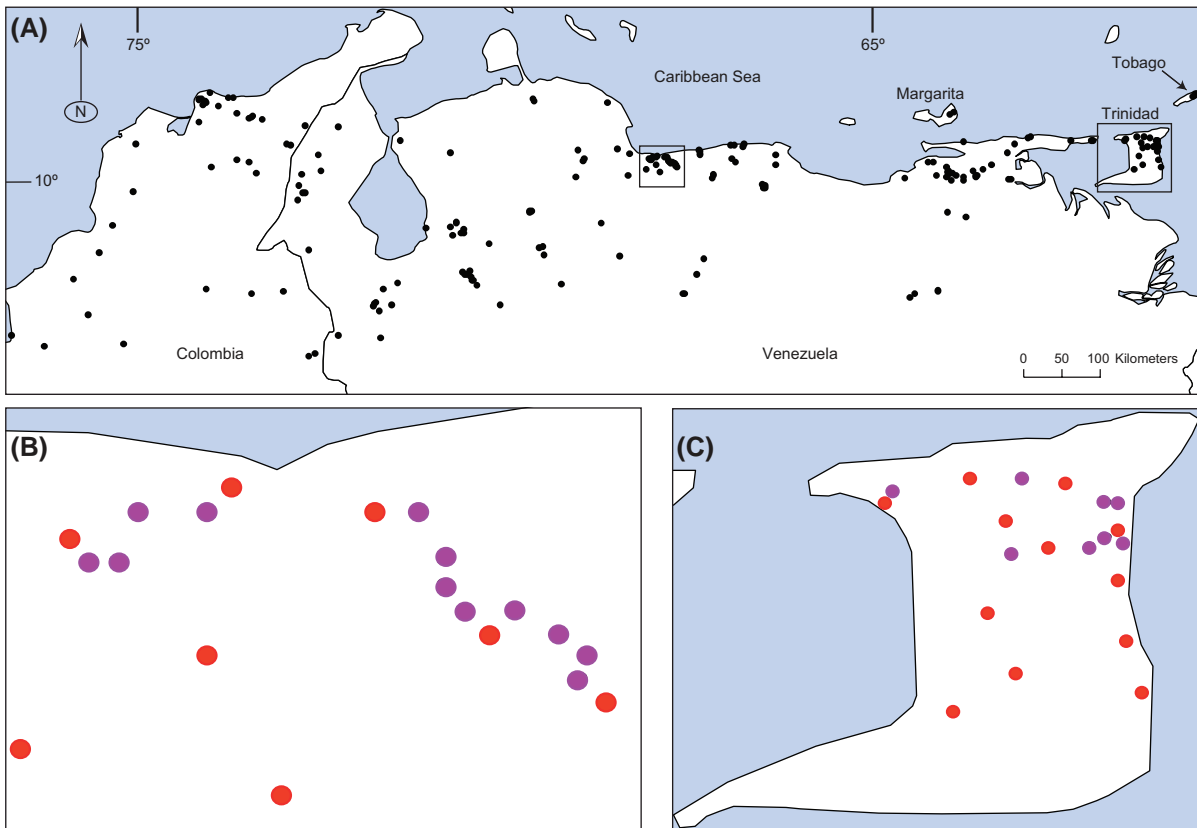 (A)
75º
65º
N
Caribbean Sea
Tobago
Margarita
Trinidad
10º
Colombia
Venezuela
0 50 100 Kilometers
(B)
(C)